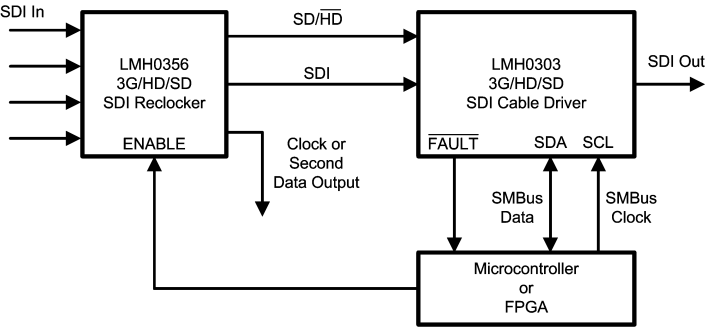 SDI In
SD/HD
LMH0356
3G/HD/SD
SDI Reclocker
ENABLE
SDI
LMH0303
3G/HD/SD
SDI Cable Driver
SDI Out
FAULT
SDA
SCL
Clock or
Second
Data Output
SMBus
Data
SMBus
Clock
Microcontroller
or
FPGA